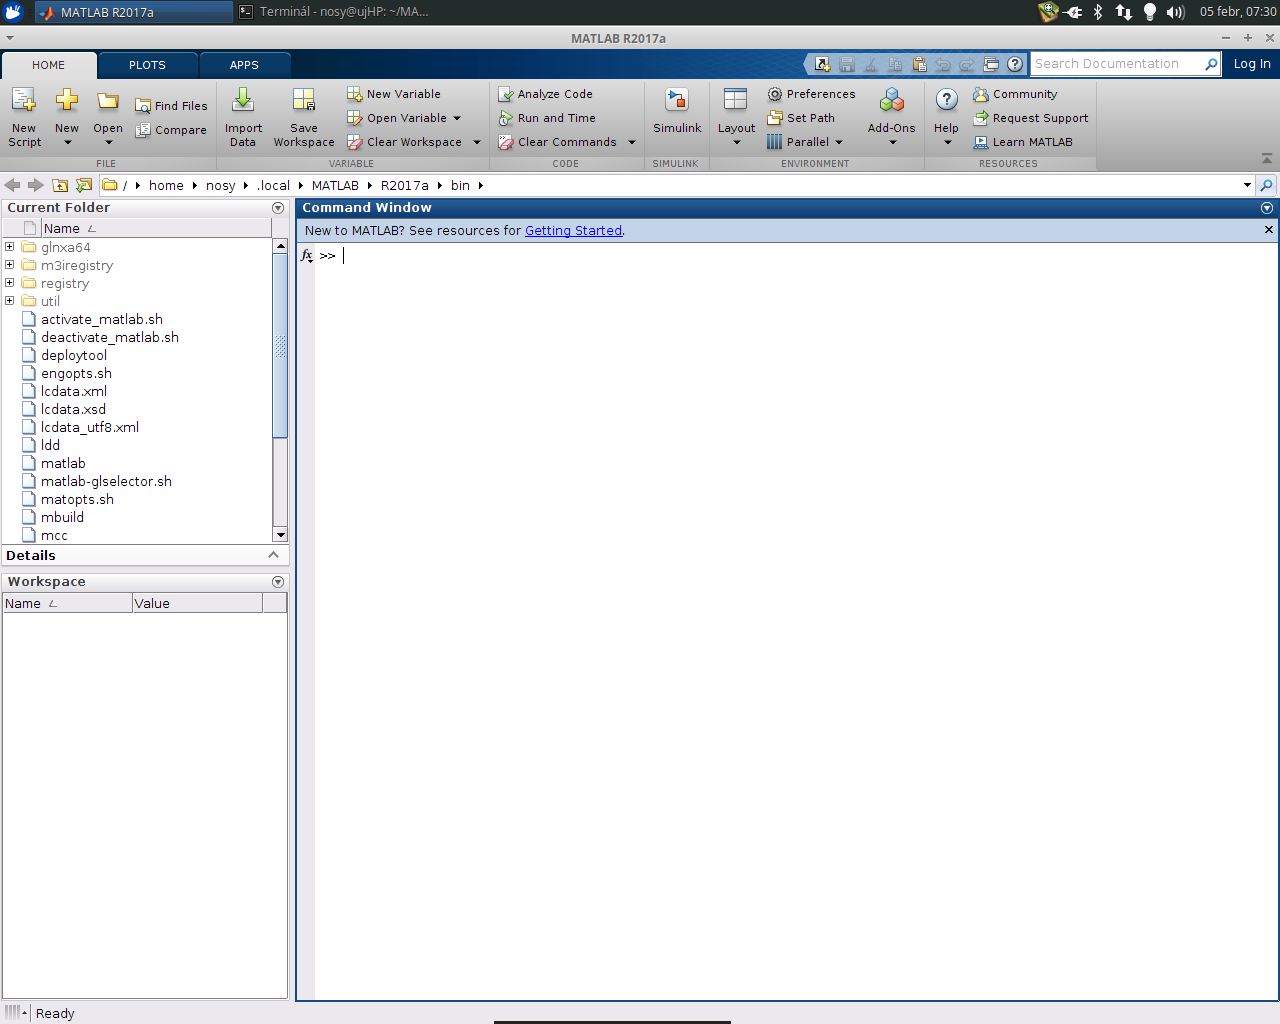 MATLAB R2017a
Terminál - nosy@ujHP: ~/MA...
05 febr, 07:30
MATLAB R2017a
HOME
PLOTS
APPS
Search Documentation
Log In
New Script
New
Open
Find Files
Compare
FILE
Import Data
Save Workspace
New Variable
Open Variable
Clear Workspace
VARIABLE
Analyze Code
Run and Time
Clear Commands
CODE
Simulink
SIMULINK
Layout
Preferences
Set Path
Parallel
Add-Ons
ENVIRONMENT
Help
Community
Request Support
Learn MATLAB
RESOURCES
/ home nosy .local MATLAB R2017a bin
Current Folder
Name
glnxa64
m3iregistry
registry
util
activate_matlab.sh
deactivate_matlab.sh
deploytool
engopts.sh
lcdata.xml
lcdata.xsd
lcdata_utf8.xml
ldd
matlab
matlab-glselector.sh
matopts.sh
mbuild
mcc
Details
Workspace
Name Value
Command Window
New to MATLAB? See resources for Getting Started.
fx >>
Ready